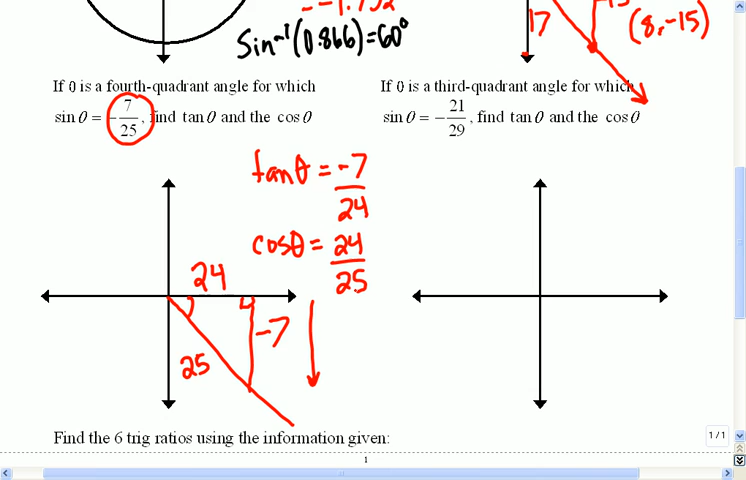 Sin⁻¹(0.866)=60°
17
(8,-15)
If θ is a fourth-quadrant angle for which
sin θ = -7/25, find tan θ and the cos θ
If θ is a third-quadrant angle for which
sin θ = -21/29, find tan θ and the cos θ
tanθ = -7/24
cosθ = 24/25
24
-7
25
Find the 6 trig ratios using the information given:
1/1
1